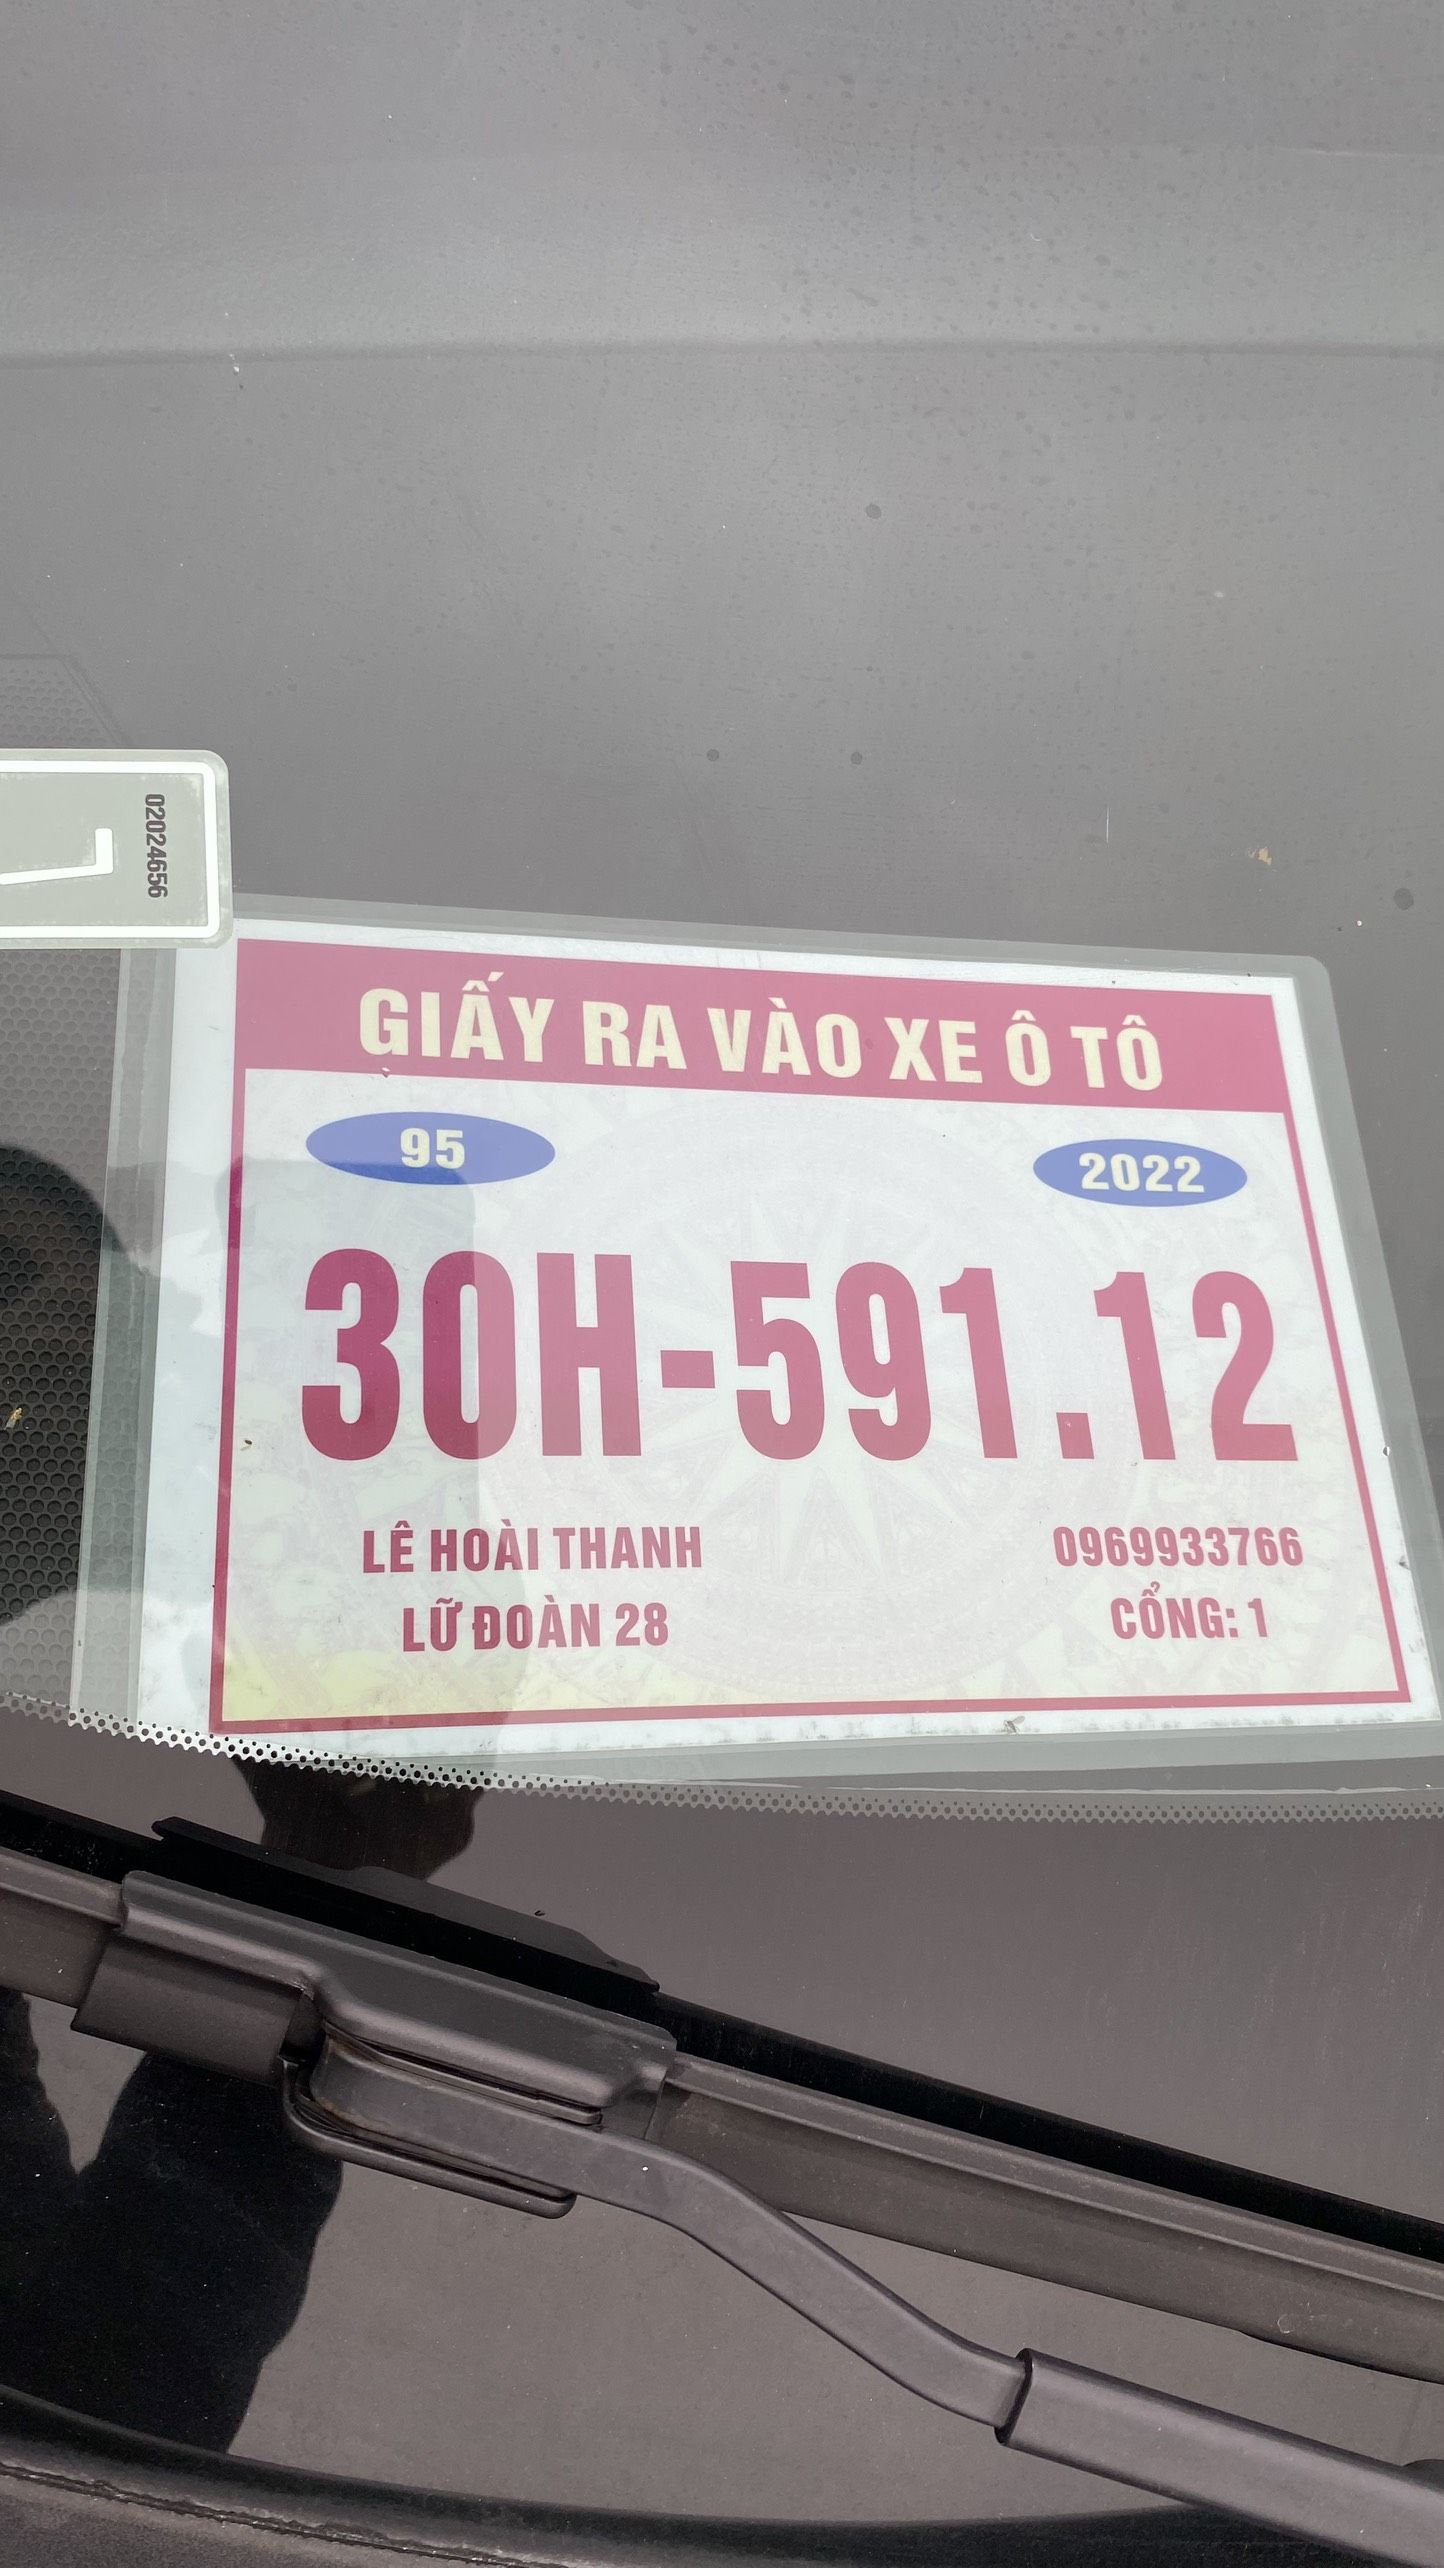 02024656
GIẤY RA VÀO XE Ô TÔ
95
2022
30H-591.12
LÊ HOÀI THANH
0969933766
LỮ ĐOÀN 28
CỔNG: 1